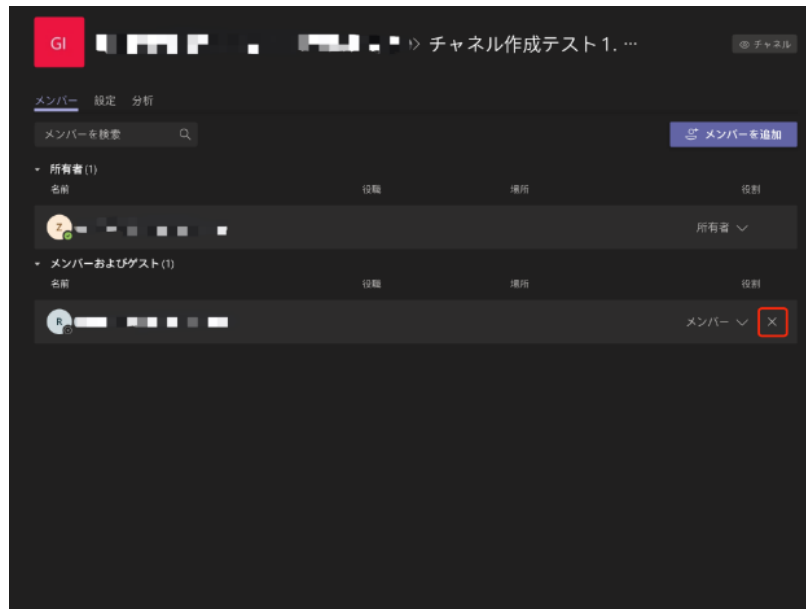 GI > チャネル作成テスト1. … チャネル
メンバー 設定 分析
メンバーを検索 メンバーを追加
所有者(1)
名前 役職 場所 役割
Z 所有者
メンバーおよびゲスト(1)
名前 役職 場所 役割
R メンバー